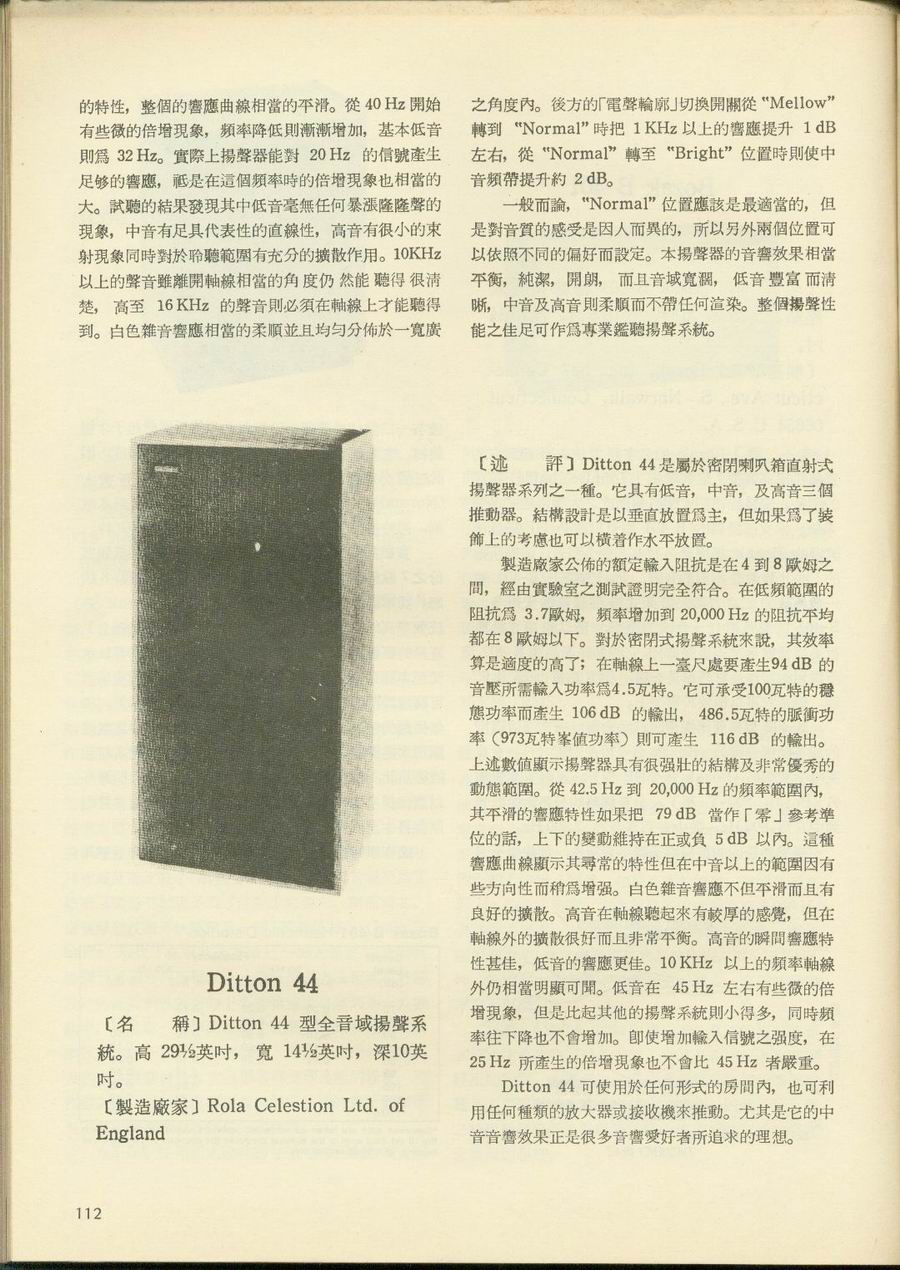 的特性，整個的響應曲線相當的平滑。從 40 Hz 開始
有些微的倍增現象，頻率降低則漸漸增加，基本低音
則爲 32 Hz。實際上揚聲器能對 20 Hz 的信號產生
足够的響應，祗是在這個頻率時的倍增現象也相當的
大。試聽的結果發現其中低音毫無任何暴漲隆隆聲的
現象，中音有足具代表性的直線性，高音有很小的束
射現象同時對於聆聽範圍有充分的擴散作用。10KHz
以上的聲音雖離開軸線相當的角度仍然能聽得很清
楚，高至 16 KHz 的聲音則必須在軸線上才能聽得
到。白色雜音響應相當的柔順並且均勻分佈於一寬廣
之角度內。後方的「電聲輪廓」切換開關從 "Mellow"
轉到 "Normal" 時把 1 KHz 以上的響應提升 1 dB
左右，從 "Normal" 轉至 "Bright" 位置時則使中
音頻帶提升約 2 dB。
一般而論，"Normal" 位置應該是最適當的，但
是對音質的感受是因人而異的，所以另外兩個位置可
以依照不同的偏好而設定。本揚聲器的音響效果相當
平衡，純潔，開朗，而且音域寬濶，低音豐富而清
晰，中音及高音則柔順而不帶任何渲染。整個揚聲性
能之佳足可作爲專業鑑聽揚聲系統。
Ditton 44
〔名　　稱〕Ditton 44 型全音域揚聲系
統。高 29½英吋，寬 14½英吋，深10英
吋。
〔製造廠家〕Rola Celestion Ltd. of
England
〔述　　評〕Ditton 44 是屬於密閉喇叭箱直射式
揚聲器系列之一種。它具有低音，中音，及高音三個
推動器。結構設計是以垂直放置爲主，但如果爲了裝
飾上的考慮也可以橫着作水平放置。
製造廠家公佈的額定輸入阻抗是在 4 到 8 歐姆之
間，經由實驗室之測試證明完全符合。在低頻範圍的
阻抗爲 3.7歐姆，頻率增加到 20,000 Hz 的阻抗平均
都在 8 歐姆以下。對於密閉式揚聲系統來說，其效率
算是適度的高了；在軸線上一臺尺處要產生94 dB 的
音壓所需輸入功率爲4.5瓦特。它可承受100瓦特的穩
態功率而產生 106 dB 的輸出，486.5瓦特的脈衝功
率（973瓦特峯值功率）則可產生 116 dB 的輸出。
上述數值顯示揚聲器具有很强壯的結構及非常優秀的
動態範圍。從 42.5 Hz 到 20,000 Hz 的頻率範圍內，
其平滑的響應特性如果把 79 dB 當作「零」參考準
位的話，上下的變動維持在正或負 5 dB 以內。這種
響應曲線顯示其尋常的特性但在中音以上的範圍因有
些方向性而稍爲增强。白色雜音響應不但平滑而且有
良好的擴散。高音在軸線聽起來有較厚的感覺，但在
軸線外的擴散很好而且非常平衡。高音的瞬間響應特
性甚佳，低音的響應更佳。10 KHz 以上的頻率軸線
外仍相當明顯可聞。低音在 45 Hz 左右有些微的倍
增現象，但是比起其他的揚聲系統則小得多，同時頻
率往下降也不會增加。卽使增加輸入信號之强度，在
25 Hz 所產生的倍增現象也不會比 45 Hz 者嚴重。
Ditton 44 可使用於任何形式的房間內，也可利
用任何種類的放大器或接收機來推動。尤其是它的中
音音響效果正是很多音響愛好者所追求的理想。
112